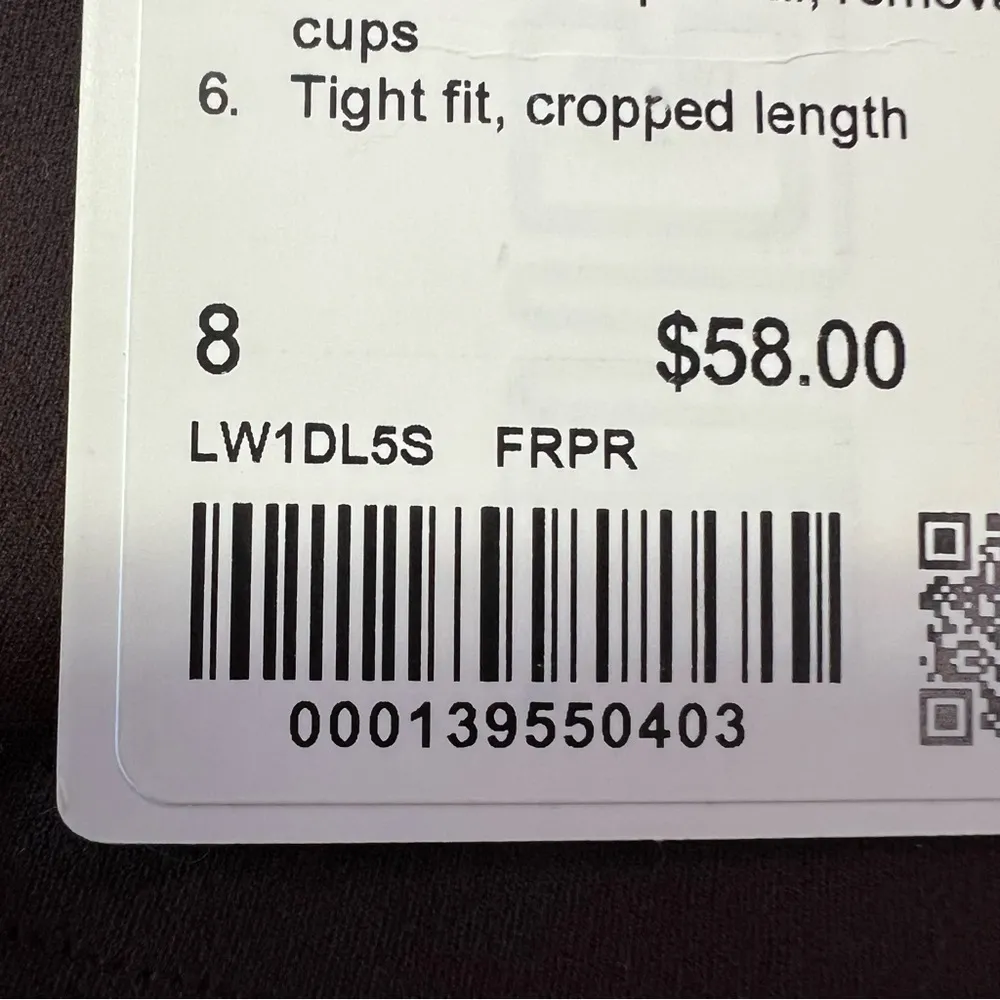 cups
6. Tight fit, cropped length
8 $58.00
LW1DL5S FRPR
000139550403